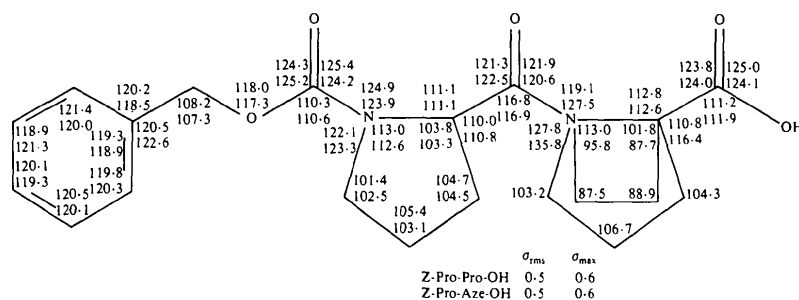 O O O
124·3 125·4 121·3 121·9 123·8 125·0
120·2 118·0 125·2 124·2 124·9 111·1 122·5 120·6 119·1 112·8 124·0 124·1
121·4 118·5 108·2 O 117·3 110·3 N 123·9 111·1 116·8 N 127·5 112·6 111·2 OH
118·9 120·0 120·5 107·3 110·6 122·1 113·0 103·8 110·0 116·9 127·8 113·0 101·8 110·8 111·9
121·3 119·3 122·6 123·3 112·6 103·3 110·8 135·8 95·8 87·7 116·4
118·9
120·1 119·8 101·4 104·7 103·2 87·5 88·9 104·3
119·3 120·5 120·3 102·5 104·5
120·1 105·4 106·7
103·1
σrms σmax
Z-Pro-Pro-OH 0·5 0·6
Z-Pro-Aze-OH 0·5 0·6